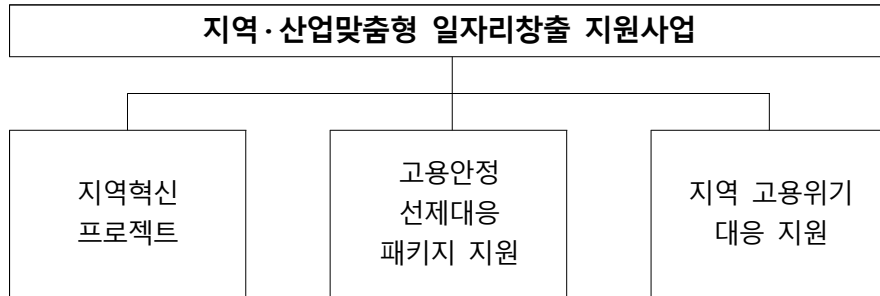 지역·산업맞춤형 일자리창출 지원사업
지역혁신
프로젝트
고용안정
선제대응
패키지 지원
지역 고용위기
대응 지원